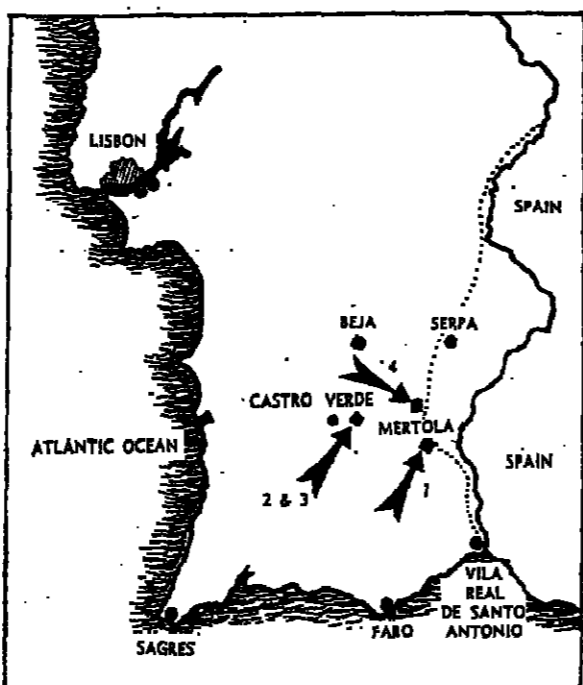 LISBON
SPAIN
BEJA
SERPA
4
CASTRO VERDE
MERTOLA
ATLANTIC OCEAN
SPAIN
2 & 3
1
VILA
REAL
DE SANTO
ANTONIO
FARO
SAGRES